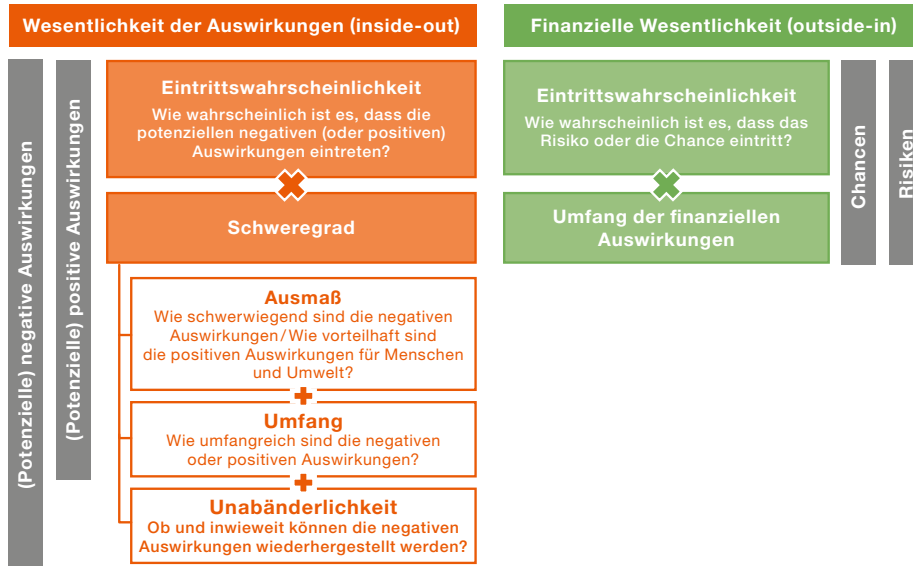 Wesentlichkeit der Auswirkungen (inside-out)
Finanzielle Wesentlichkeit (outside-in)
(Potenzielle) negative Auswirkungen
(Potenzielle) positive Auswirkungen
Eintrittswahrscheinlichkeit
Wie wahrscheinlich ist es, dass die
potenziellen negativen (oder positiven)
Auswirkungen eintreten?
Schweregrad
Ausmaß
Wie schwerwiegend sind die negativen
Auswirkungen/Wie vorteilhaft sind
die positiven Auswirkungen für Menschen
und Umwelt?
Umfang
Wie umfangreich sind die negativen
oder positiven Auswirkungen?
Unabänderlichkeit
Ob und inwieweit können die negativen
Auswirkungen wiederhergestellt werden?
Eintrittswahrscheinlichkeit
Wie wahrscheinlich ist es, dass das
Risiko oder die Chance eintritt?
Umfang der finanziellen
Auswirkungen
Chancen
Risiken